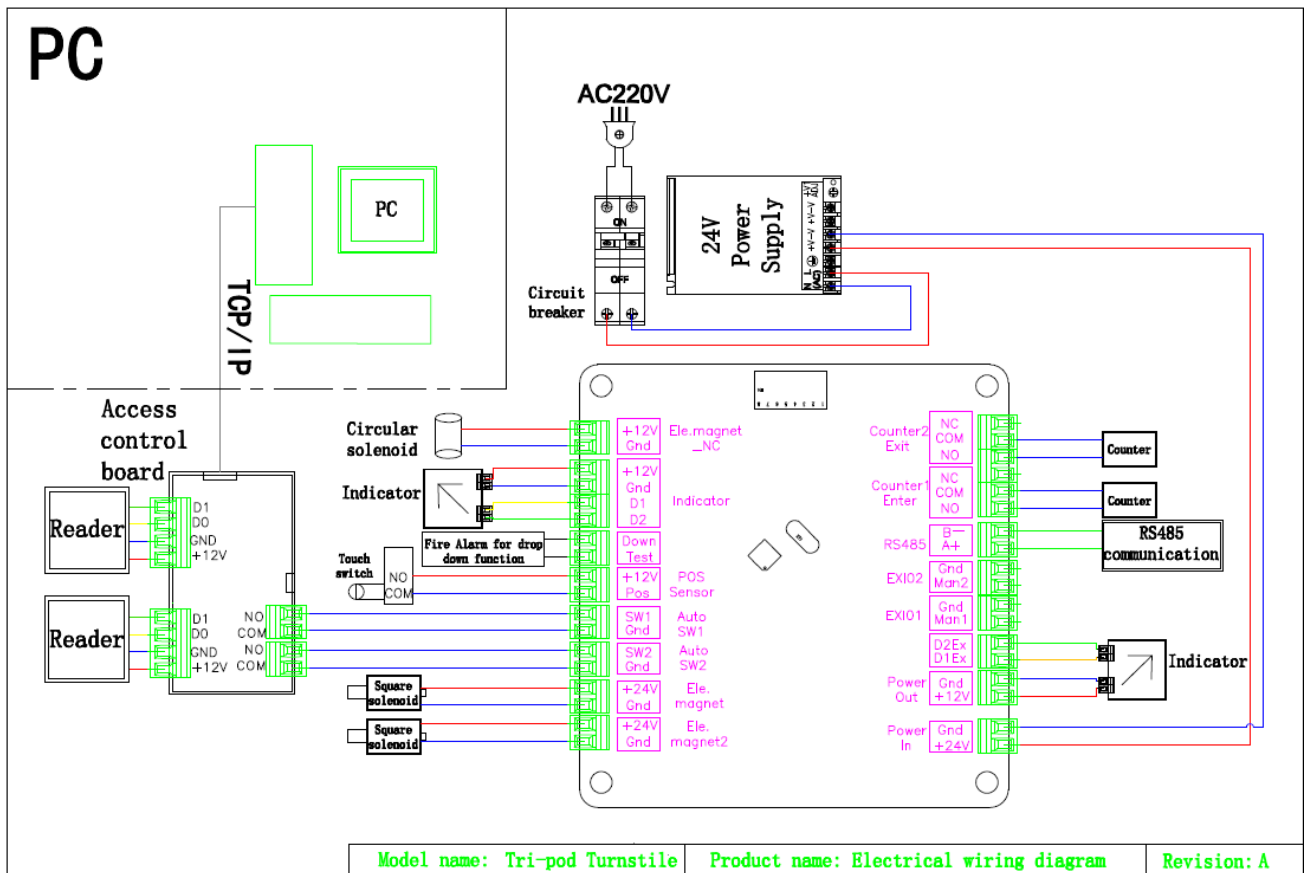 PC
AC220V
PC
24V
Power
Supply
+V ADJ
+V -V +V -V
L
N
(AC)
ON
OFF
Circuit
breaker
TCP/IP
Access
control
board
Reader
D1
D0
GND
+12V
Reader
D1
D0
GND
+12V
NO
COM
NO
COM
Circular
solenoid
+12V
Gnd
Ele.magnet
_NC
Indicator
+12V
Gnd
D1
D2
Indicator
Fire Alarm for drop
down function
Down
Test
Touch
switch
NO
COM
+12V
Pos
POS
Sensor
SW1
Gnd
Auto
SW1
SW2
Gnd
Auto
SW2
Square
solenoid
+24V
Gnd
Ele.
magnet
Square
solenoid
+24V
Gnd
Ele.
magnet2
Counter2
Exit
NC
COM
NO
Counter
Counter1
Enter
NC
COM
NO
Counter
RS485
B-
A+
RS485
communication
EXIO2
Gnd
Man2
EXIO1
Gnd
Man1
D2Ex
D1Ex
Indicator
Power
Out
Gnd
+12V
Power
In
Gnd
+24V
Model name: Tri-pod Turnstile
Product name: Electrical wiring diagram
Revision: A